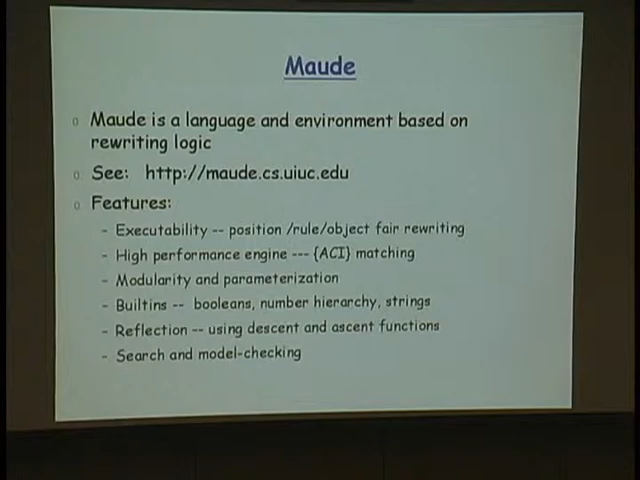 Maude
Maude is a language and environment based on
rewriting logic
See: http://maude.cs.uiuc.edu
Features:
- Executability -- position /rule/object fair rewriting
- High performance engine --- {ACI} matching
- Modularity and parameterization
- Builtins -- booleans, number hierarchy, strings
- Reflection -- using descent and ascent functions
- Search and model-checking